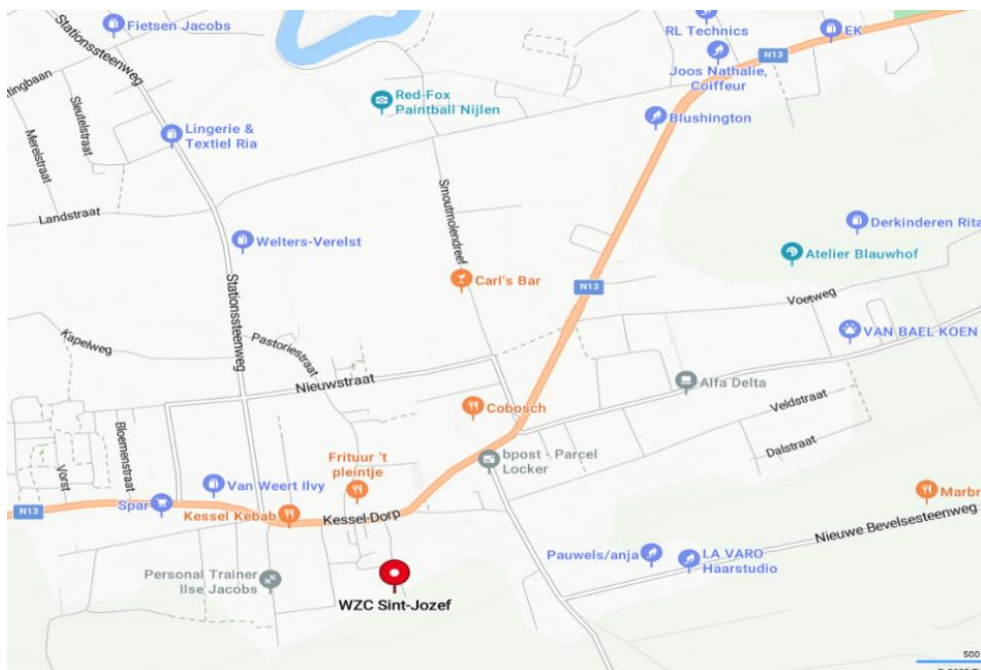 Fietsen Jacobs
RL Technics
EK
N13
Stationssteenweg
Joos Nathalie,
Coiffeur
Red-Fox
Paintball Nijlen
Sleutelstraat
Blushington
Lingerie &
Textiel Ria
Merelstraat
Landstraat
Smoutmolendreef
Derkinderen Rita
Welters-Verelst
Atelier Blauwhof
Carl's Bar
N13
Stationssteenweg
Voetweg
VAN BAEL KOEN
Kapelweg
Pastoriestraat
Nieuwstraat
Alfa Delta
Cobosch
Veldstraat
Bloemenstraat
Dalstraat
Frituur 't
pleintje
bpost - Parcel
Locker
Vorst
Van Weert Ilvy
Spar
N13
Kessel Kebab
Kessel-Dorp
Nieuwe Bevelsesteenweg
Pauwels/anja
LA VARO
Haarstudio
Personal Trainer
Ilse Jacobs
WZC Sint-Jozef
500